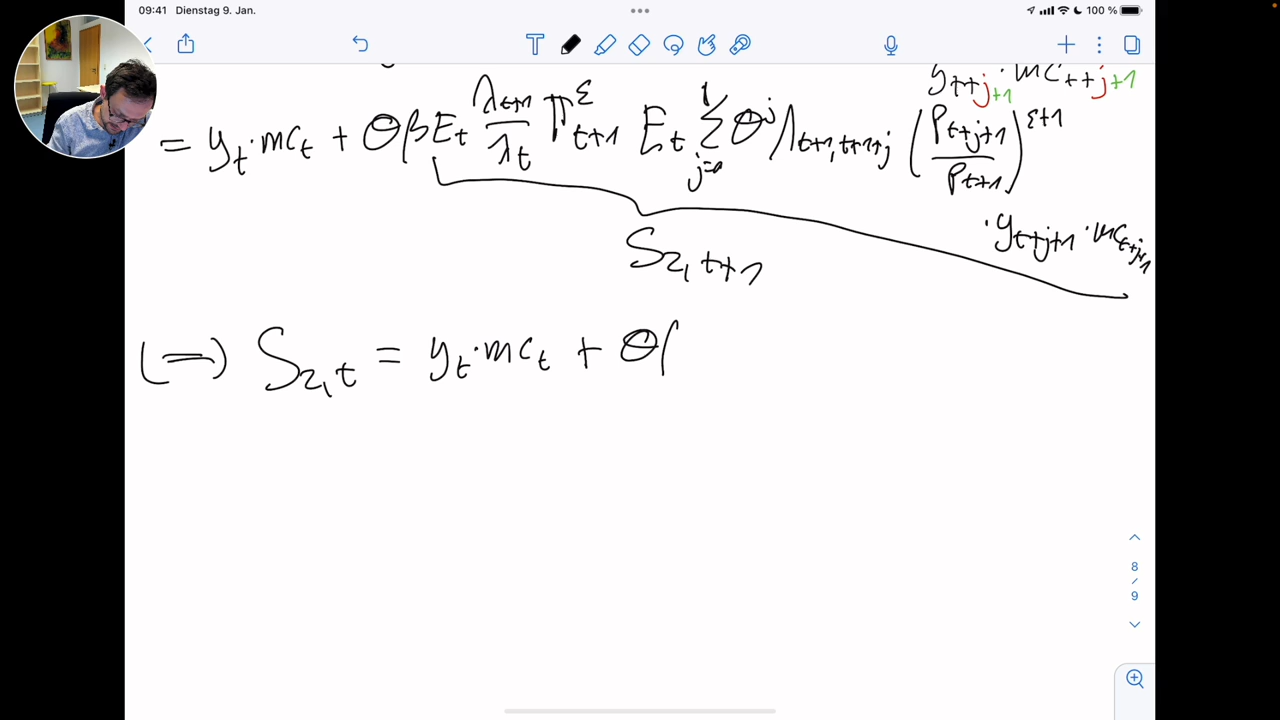 09:41 Dienstag 9. Jan. 100 %
y_{t+j+1} · mc_{t+j+1}
= y_t · mc_t + θβE_t λ_{t+1}/λ_t π^ε_{t+1} E_t Σ_{j=0} θ^j Λ_{t+1,t+1+j} (P_{t+j+1}/P_{t+1})^{ε+1}
· y_{t+j+1} · mc_{t+j+1}
S_{2,t+1}
(=) S_{2,t} = y_t · mc_t + θ(
8
/
9